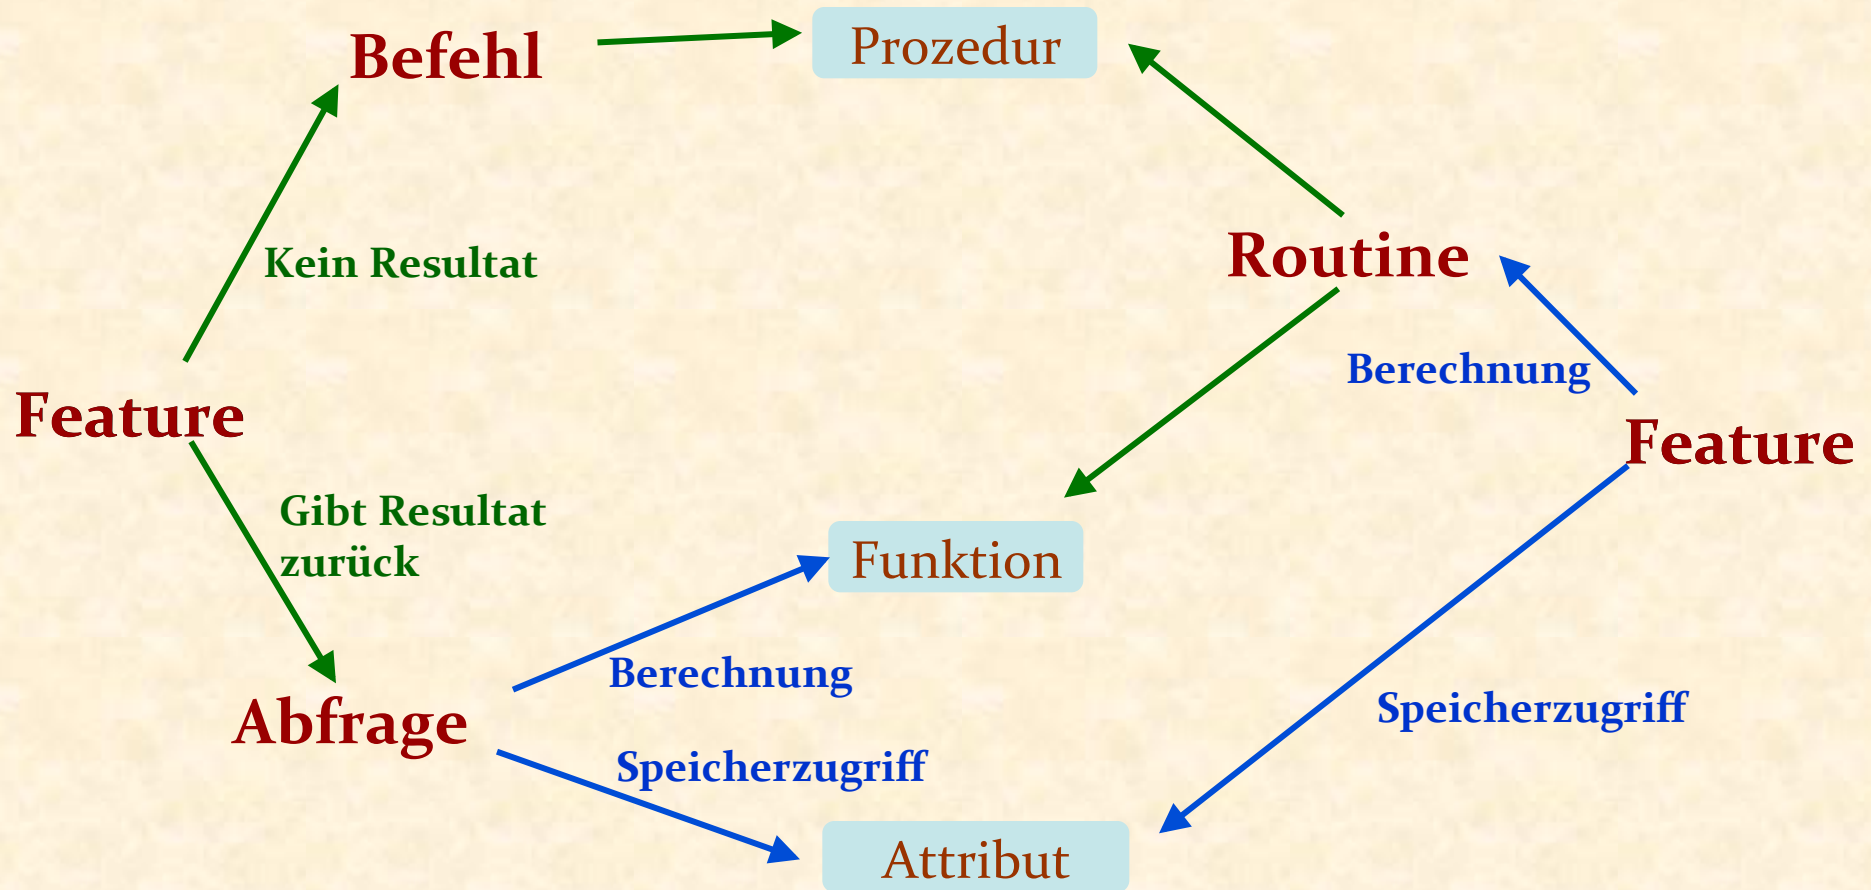 Befehl
Prozedur
Kein Resultat
Routine
Berechnung
Feature
Feature
Gibt Resultat
zurück
Funktion
Berechnung
Abfrage
Speicherzugriff
Speicherzugriff
Attribut